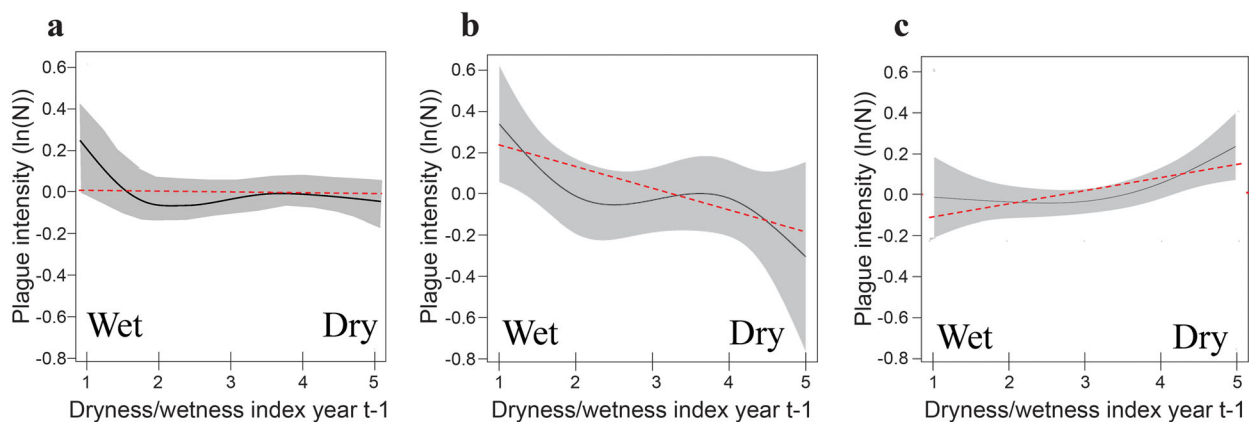 a
Plague intensity (ln(N))
0.6
0.4
0.2
0.0
-0.2
-0.4
-0.6
-0.8
Wet
Dry
1 2 3 4 5
Dryness/wetness index year t-1
b
Plague intensity (ln(N))
0.6
0.4
0.2
0.0
-0.2
-0.4
-0.6
-0.8
Wet
Dry
1 2 3 4 5
Dryness/wetness index year t-1
c
Plague intensity (ln(N))
0.6
0.4
0.2
0.0
-0.2
-0.4
-0.6
-0.8
Wet
Dry
1 2 3 4 5
Dryness/wetness index year t-1